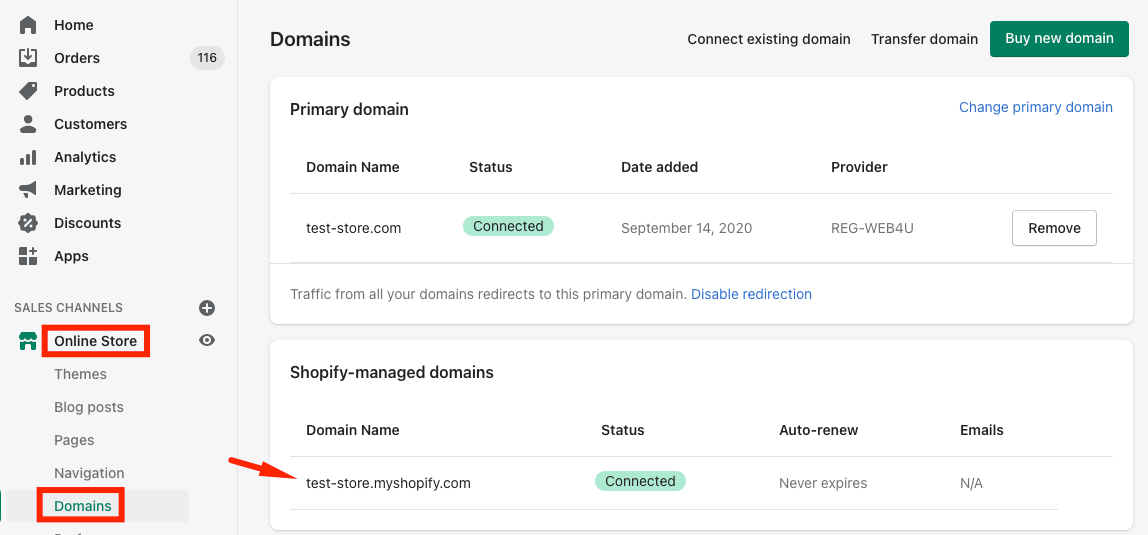 Home
Orders
116
Products
Customers
Analytics
Marketing
Discounts
Apps
SALES CHANNELS
Online Store
Themes
Blog posts
Pages
Navigation
Domains
Domains
Connect existing domain
Transfer domain
Buy new domain
Primary domain
Change primary domain
Domain Name Status Date added Provider
test-store.com Connected September 14, 2020 REG-WEB4U Remove
Traffic from all your domains redirects to this primary domain. Disable redirection
Shopify-managed domains
Domain Name Status Auto-renew Emails
test-store.myshopify.com Connected Never expires N/A